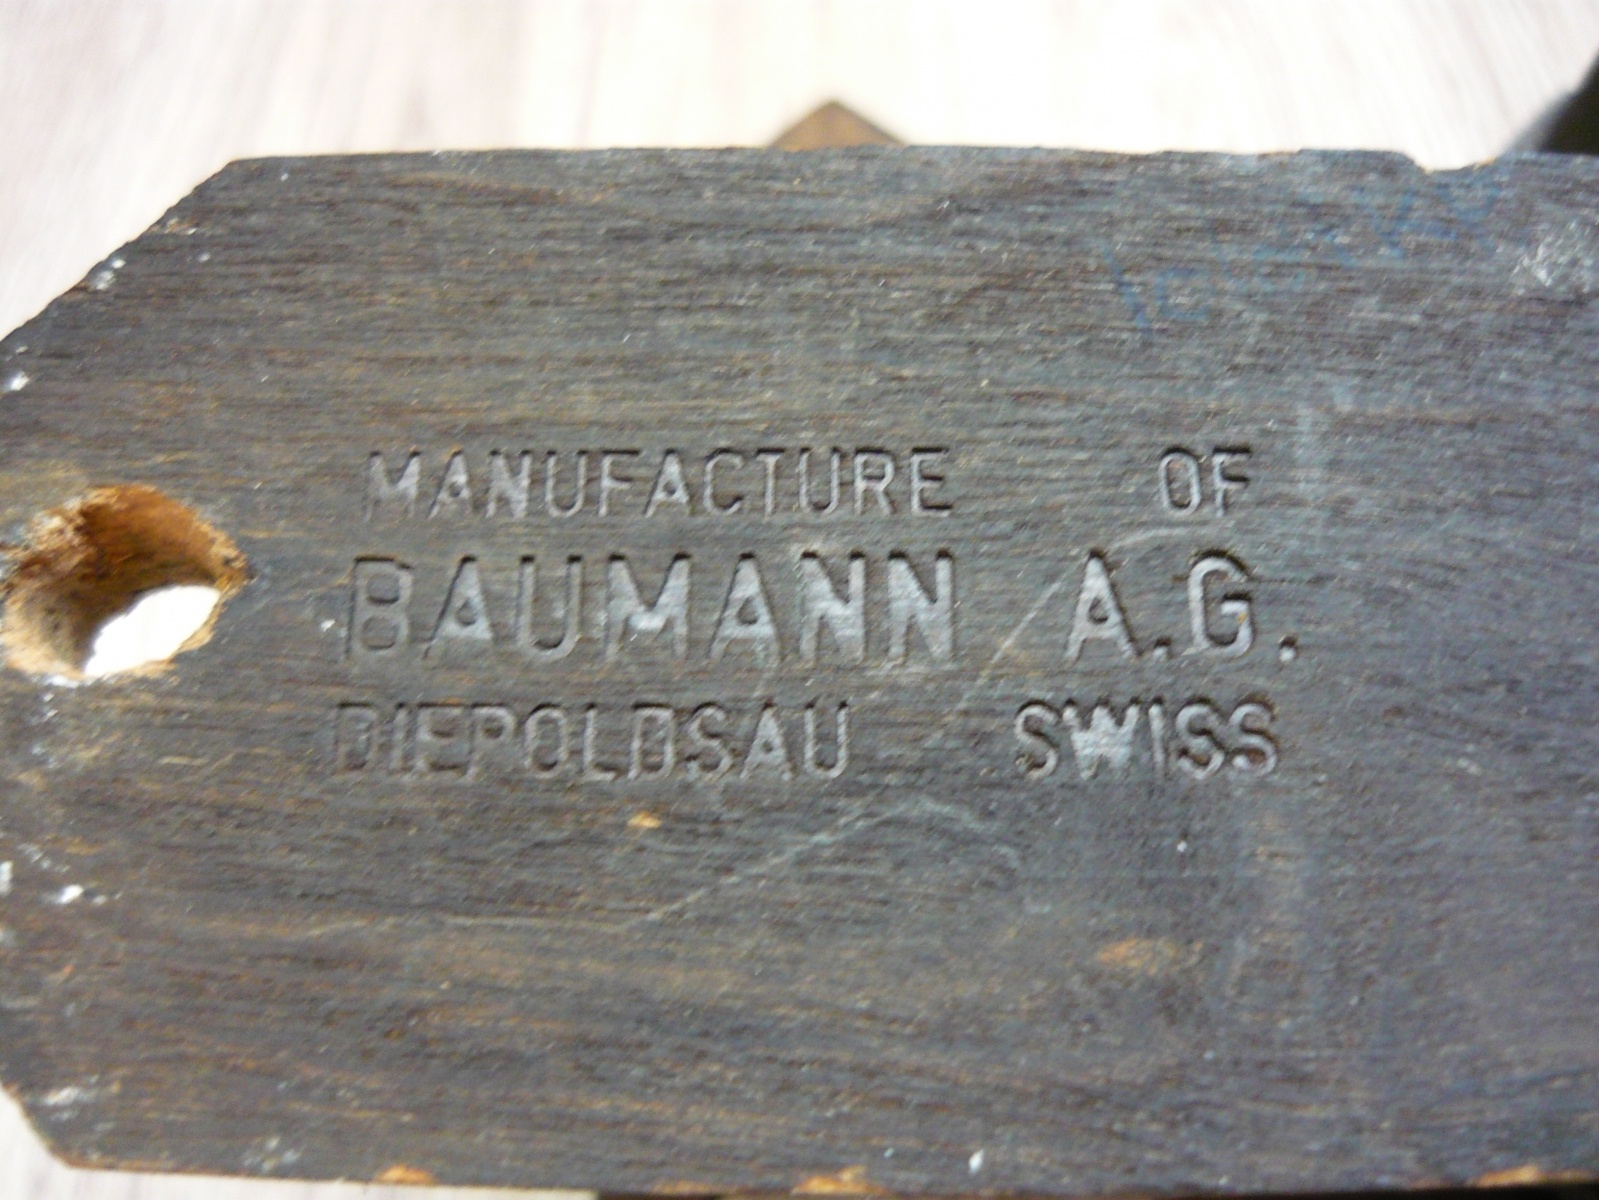 MANUFACTURE OF
BAUMANN A.G.
DIEPOLDSAU SWISS